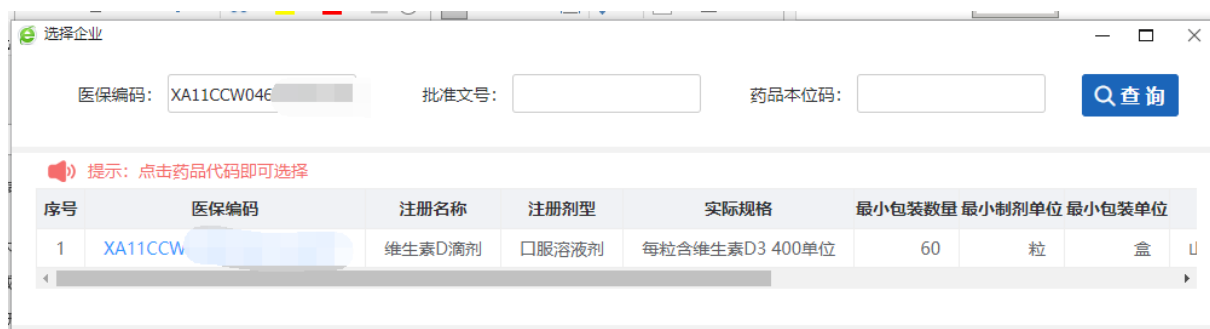 选择企业
医保编码： XA11CCW046 批准文号： 药品本位码： 查询
提示：点击药品代码即可选择
序号 医保编码 注册名称 注册剂型 实际规格 最小包装数量 最小制剂单位 最小包装单位
1 XA11CCW 维生素D滴剂 口服溶液剂 每粒含维生素D3 400单位 60 粒 盒